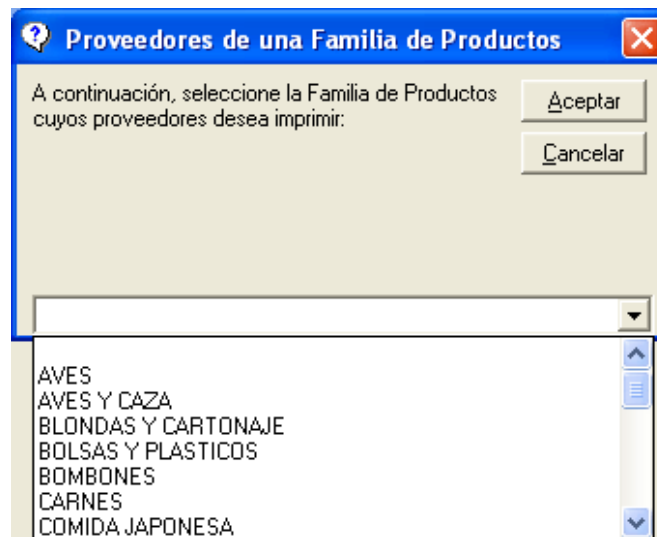 Proveedores de una Familia de Productos
A continuación, seleccione la Familia de Productos
cuyos proveedores desea imprimir:
Aceptar
Cancelar
AVES
AVES Y CAZA
BLONDAS Y CARTONAJE
BOLSAS Y PLASTICOS
BOMBONES
CARNES
COMIDA JAPONESA